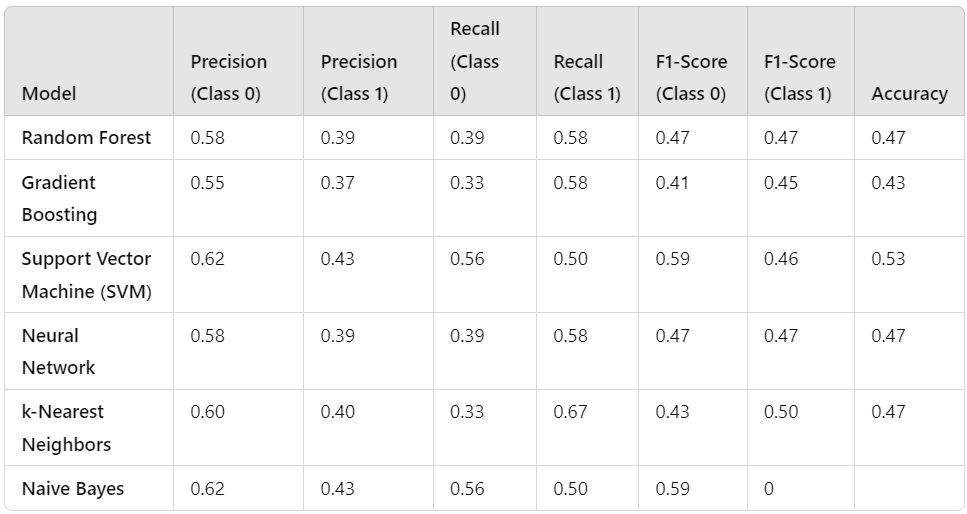 Model Precision (Class 0) Precision (Class 1) Recall (Class 0) Recall (Class 1) F1-Score (Class 0) F1-Score (Class 1) Accuracy
Random Forest 0.58 0.39 0.39 0.58 0.47 0.47 0.47
Gradient Boosting 0.55 0.37 0.33 0.58 0.41 0.45 0.43
Support Vector Machine (SVM) 0.62 0.43 0.56 0.50 0.59 0.46 0.53
Neural Network 0.58 0.39 0.39 0.58 0.47 0.47 0.47
k-Nearest Neighbors 0.60 0.40 0.33 0.67 0.43 0.50 0.47
Naive Bayes 0.62 0.43 0.56 0.50 0.59 0